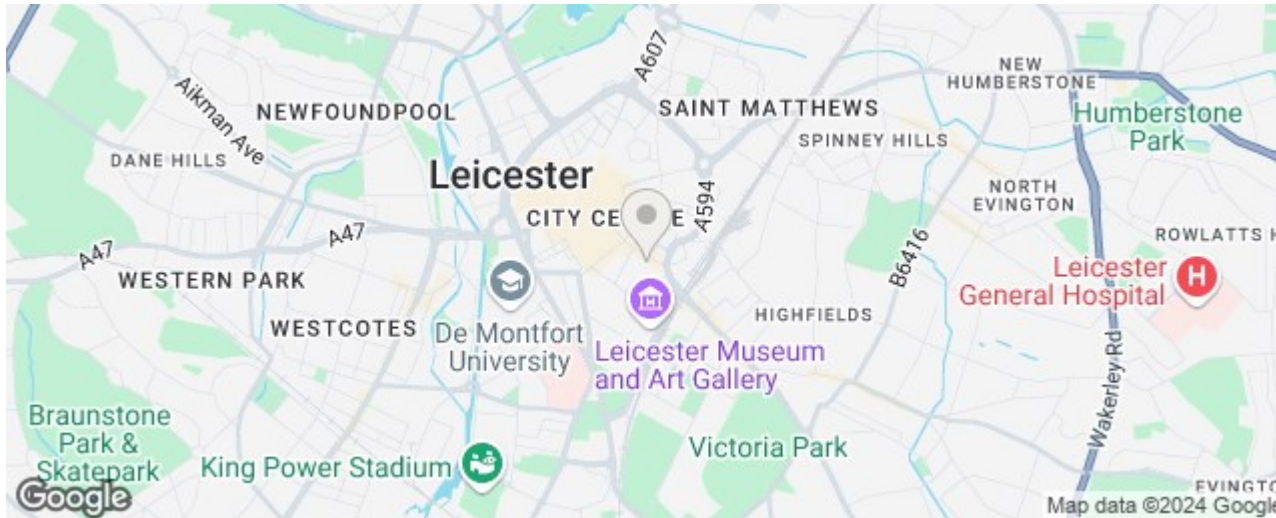 A607
NEW
HUMBERSTONE
Aikman Ave
NEWFOUNDPOOL
SAINT MATTHEWS
Humberstone
Park
SPINNEY HILLS
DANE HILLS
Leicester
NORTH
EVINGTON
CITY CE E
A594
A47
A47
B6416
ROWLATTS H
WESTERN PARK
Leicester
General Hospital
H
WESTCOTES
De Montfort
University
HIGHFIELDS
Leicester Museum
and Art Gallery
Wakerley Rd
Braunstone
Park &
Skatepark
King Power Stadium
Victoria Park
EVINGTO
Google
Map data ©2024 Google